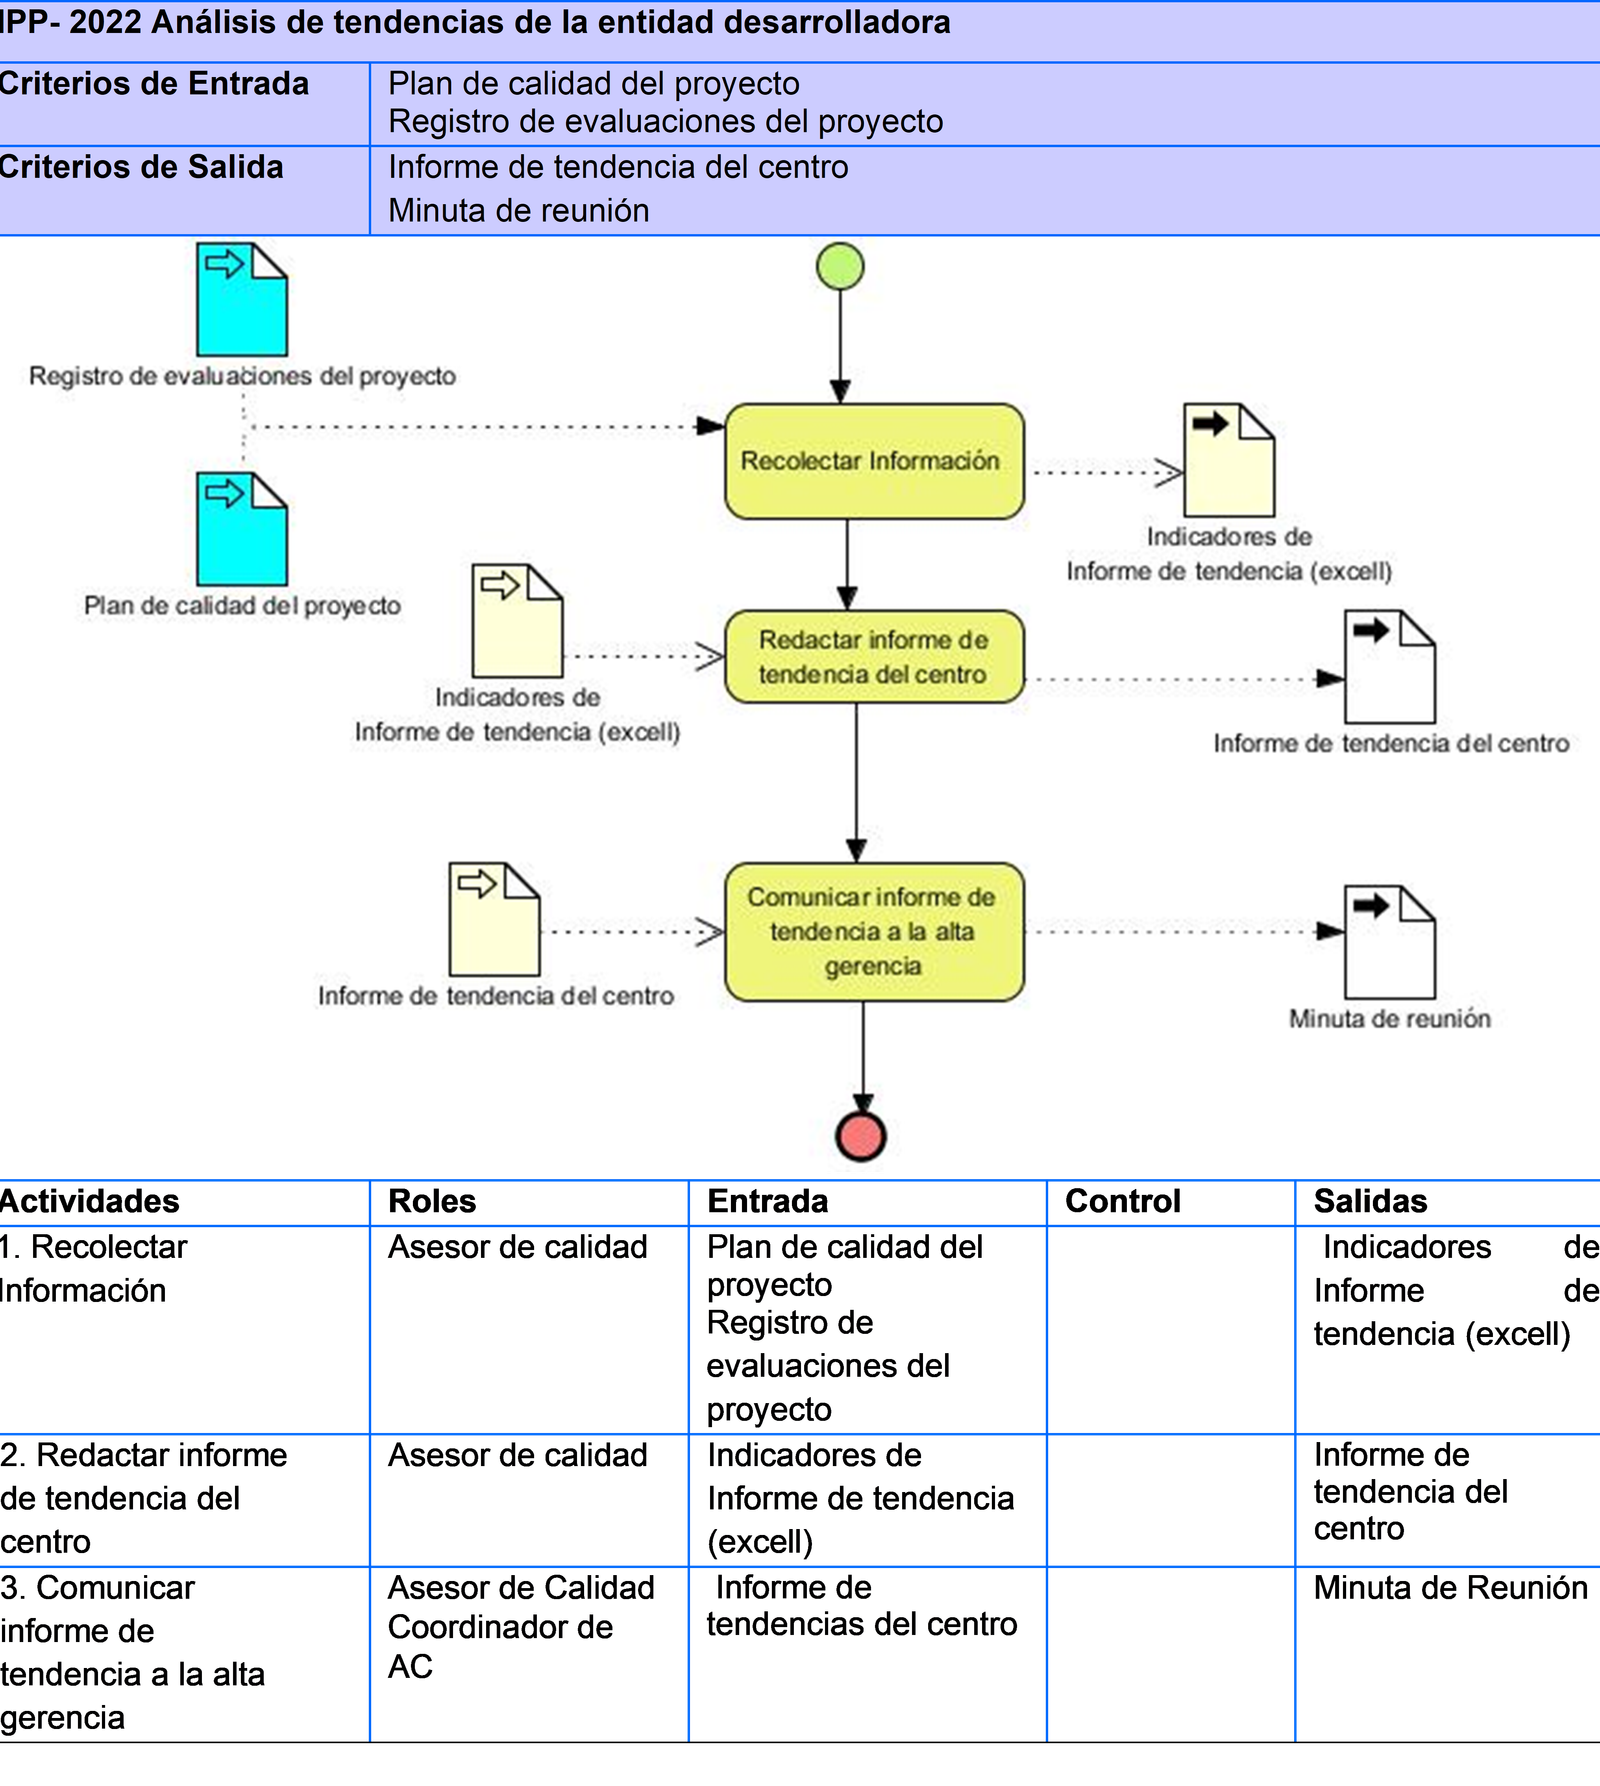 IPP- 2022 Análisis de tendencias de la entidad desarrolladora
Criterios de Entrada
Plan de calidad del proyecto
Registro de evaluaciones del proyecto
Criterios de Salida
Informe de tendencia del centro
Minuta de reunión
Registro de evaluaciones del proyecto
Recolectar Información
Indicadores de
Informe de tendencia (excell)
Plan de calidad del proyecto
Indicadores de
Informe de tendencia (excell)
Redactar informe de
tendencia del centro
Informe de tendencia del centro
Informe de tendencia del centro
Comunicar informe de
tendencia a la alta
gerencia
Minuta de reunión
Actividades
Roles
Entrada
Control
Salidas
1. Recolectar
Información
Asesor de calidad
Plan de calidad del
proyecto
Registro de
evaluaciones del
proyecto
Indicadores de
Informe de
tendencia (excell)
2. Redactar informe
de tendencia del
centro
Asesor de calidad
Indicadores de
Informe de tendencia
(excell)
Informe de
tendencia del
centro
3. Comunicar
informe de
tendencia a la alta
gerencia
Asesor de Calidad
Coordinador de
AC
Informe de
tendencias del centro
Minuta de Reunión